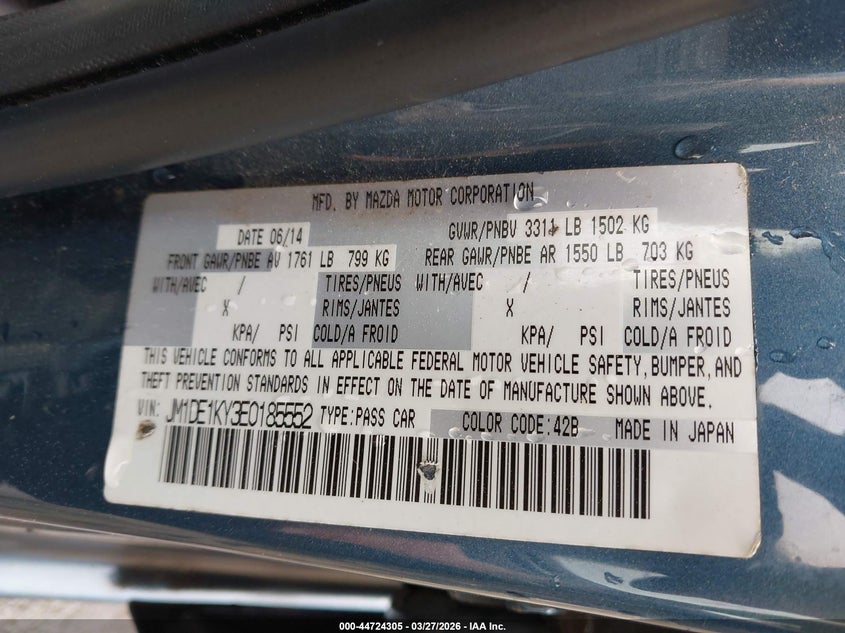 MFD. BY MAZDA MOTOR CORPORATION
DATE 06/14 GVWR/PNBV 3311 LB 1502 KG
FRONT GAWR/PNBE AV 1761 LB 799 KG REAR GAWR/PNBE AR 1550 LB 703 KG
WITH/AVEC / TIRES/PNEUS WITH/AVEC / TIRES/PNEUS
X RIMS/JANTES X RIMS/JANTES
KPA/ PSI COLD/A FROID KPA/ PSI COLD/A FROID
THIS VEHICLE CONFORMS TO ALL APPLICABLE FEDERAL MOTOR VEHICLE SAFETY, BUMPER, AND
THEFT PREVENTION STANDARDS IN EFFECT ON THE DATE OF MANUFACTURE SHOWN ABOVE.
VIN: JM1DE1KY3E0185552 TYPE:PASS CAR COLOR CODE:42B MADE IN JAPAN
000-44724305 — 03/27/2026 — IAA Inc.